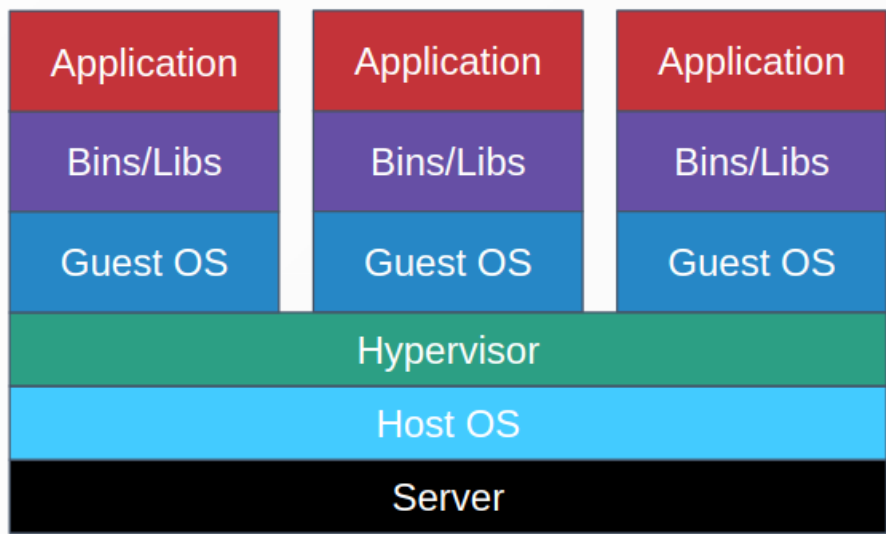 Application
Application
Application
Bins/Libs
Bins/Libs
Bins/Libs
Guest OS
Guest OS
Guest OS
Hypervisor
Host OS
Server